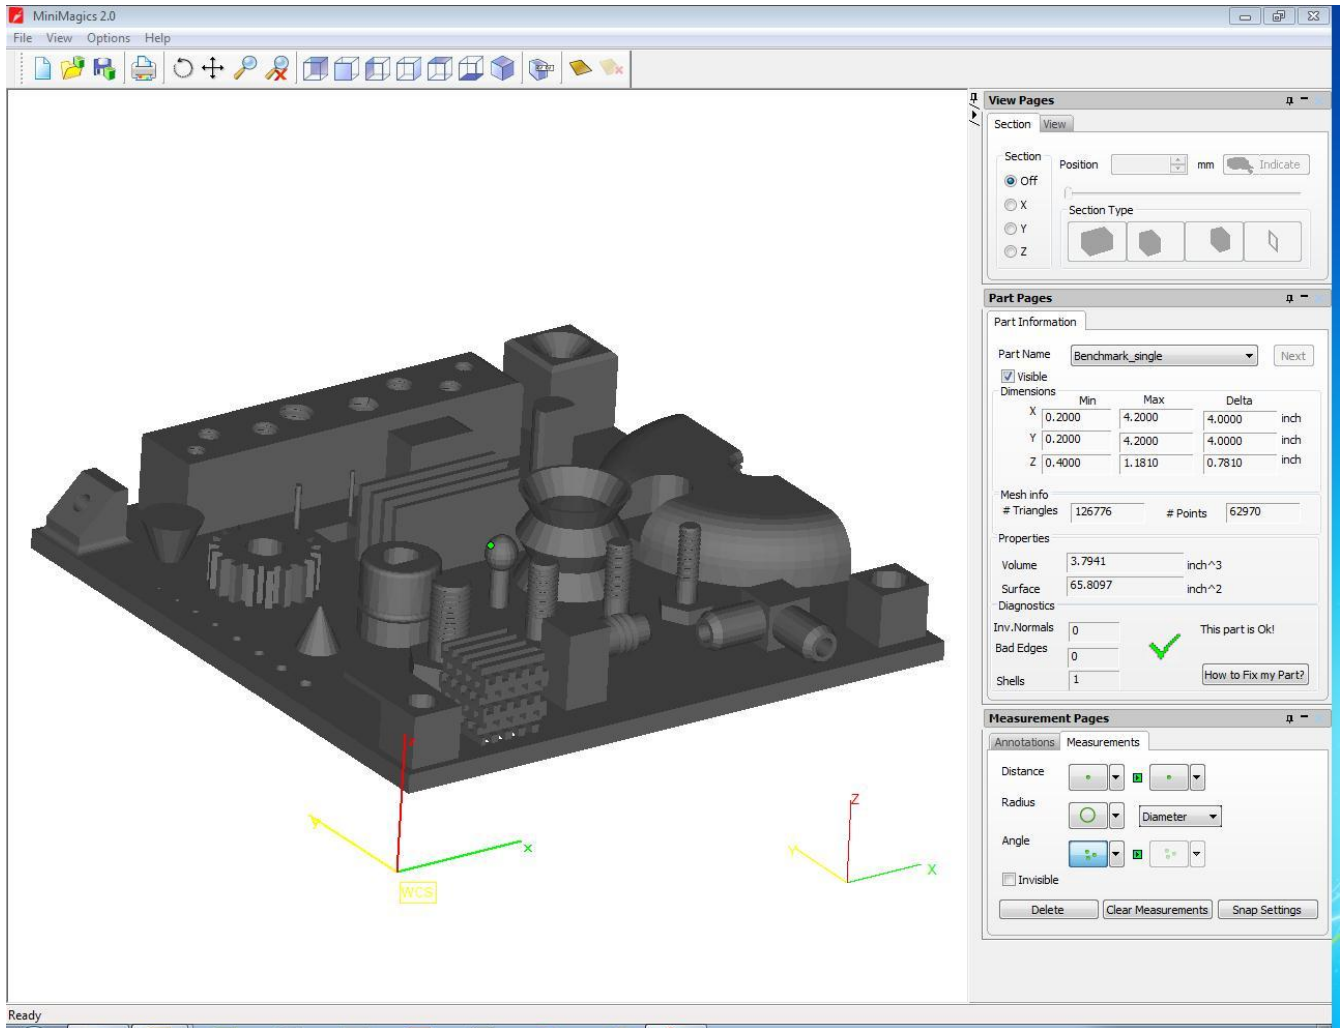 MiniMagics 2.0
File View Options Help
View Pages
Section View
Section
Position mm Indicate
Off
X
Section Type
Y
Z
Part Pages
Part Information
Part Name Benchmark_single Next
Visible
Dimensions
Min Max Delta
X 0.2000 4.2000 4.0000 inch
Y 0.2000 4.2000 4.0000 inch
Z 0.4000 1.1810 0.7810 inch
Mesh info
# Triangles 126776 # Points 62970
Properties
Volume 3.7941 inch^3
Surface 65.8097 inch^2
Diagnostics
Inv.Normals 0 This part is Ok!
Bad Edges 0
Shells 1 How to Fix my Part?
Measurement Pages
Annotations Measurements
Distance
Radius
Diameter
Angle
Invisible
Delete Clear Measurements Snap Settings
z
Y
x
WCS
Z
Y
X
Ready